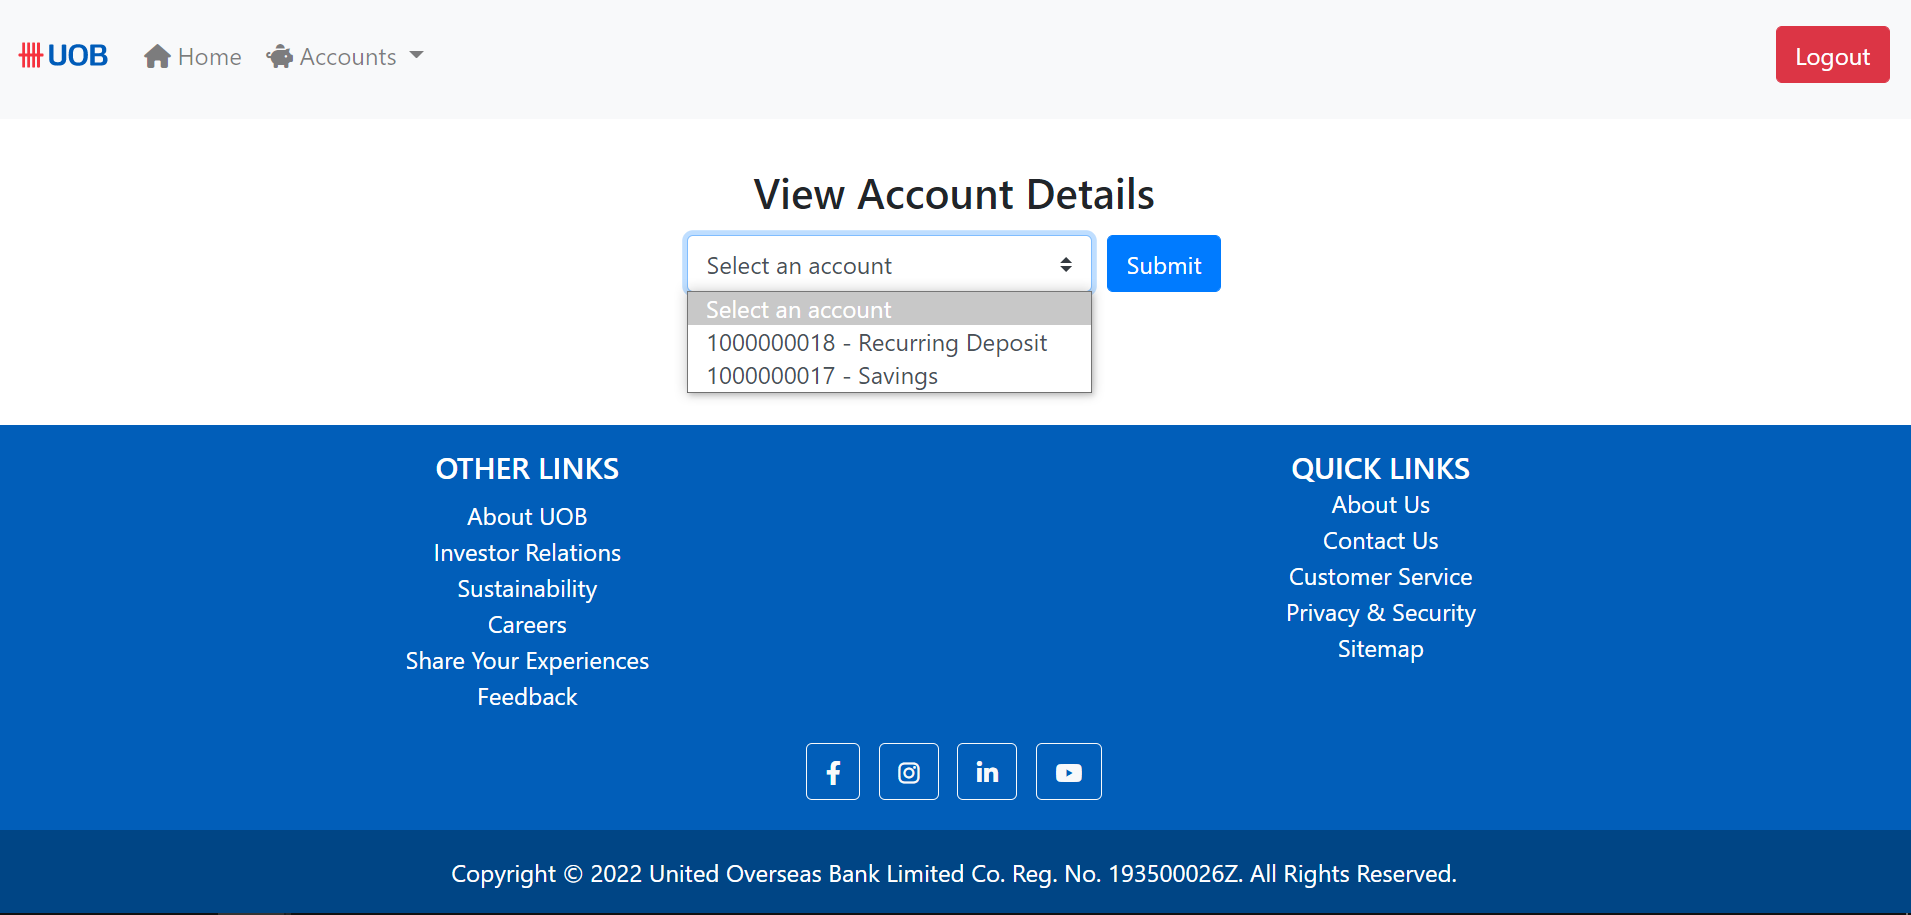 UOB Home Accounts Logout
View Account Details
Select an account Submit
Select an account
1000000018 - Recurring Deposit
1000000017 - Savings
OTHER LINKS
About UOB
Investor Relations
Sustainability
Careers
Share Your Experiences
Feedback
QUICK LINKS
About Us
Contact Us
Customer Service
Privacy & Security
Sitemap
Copyright © 2022 United Overseas Bank Limited Co. Reg. No. 193500026Z. All Rights Reserved.